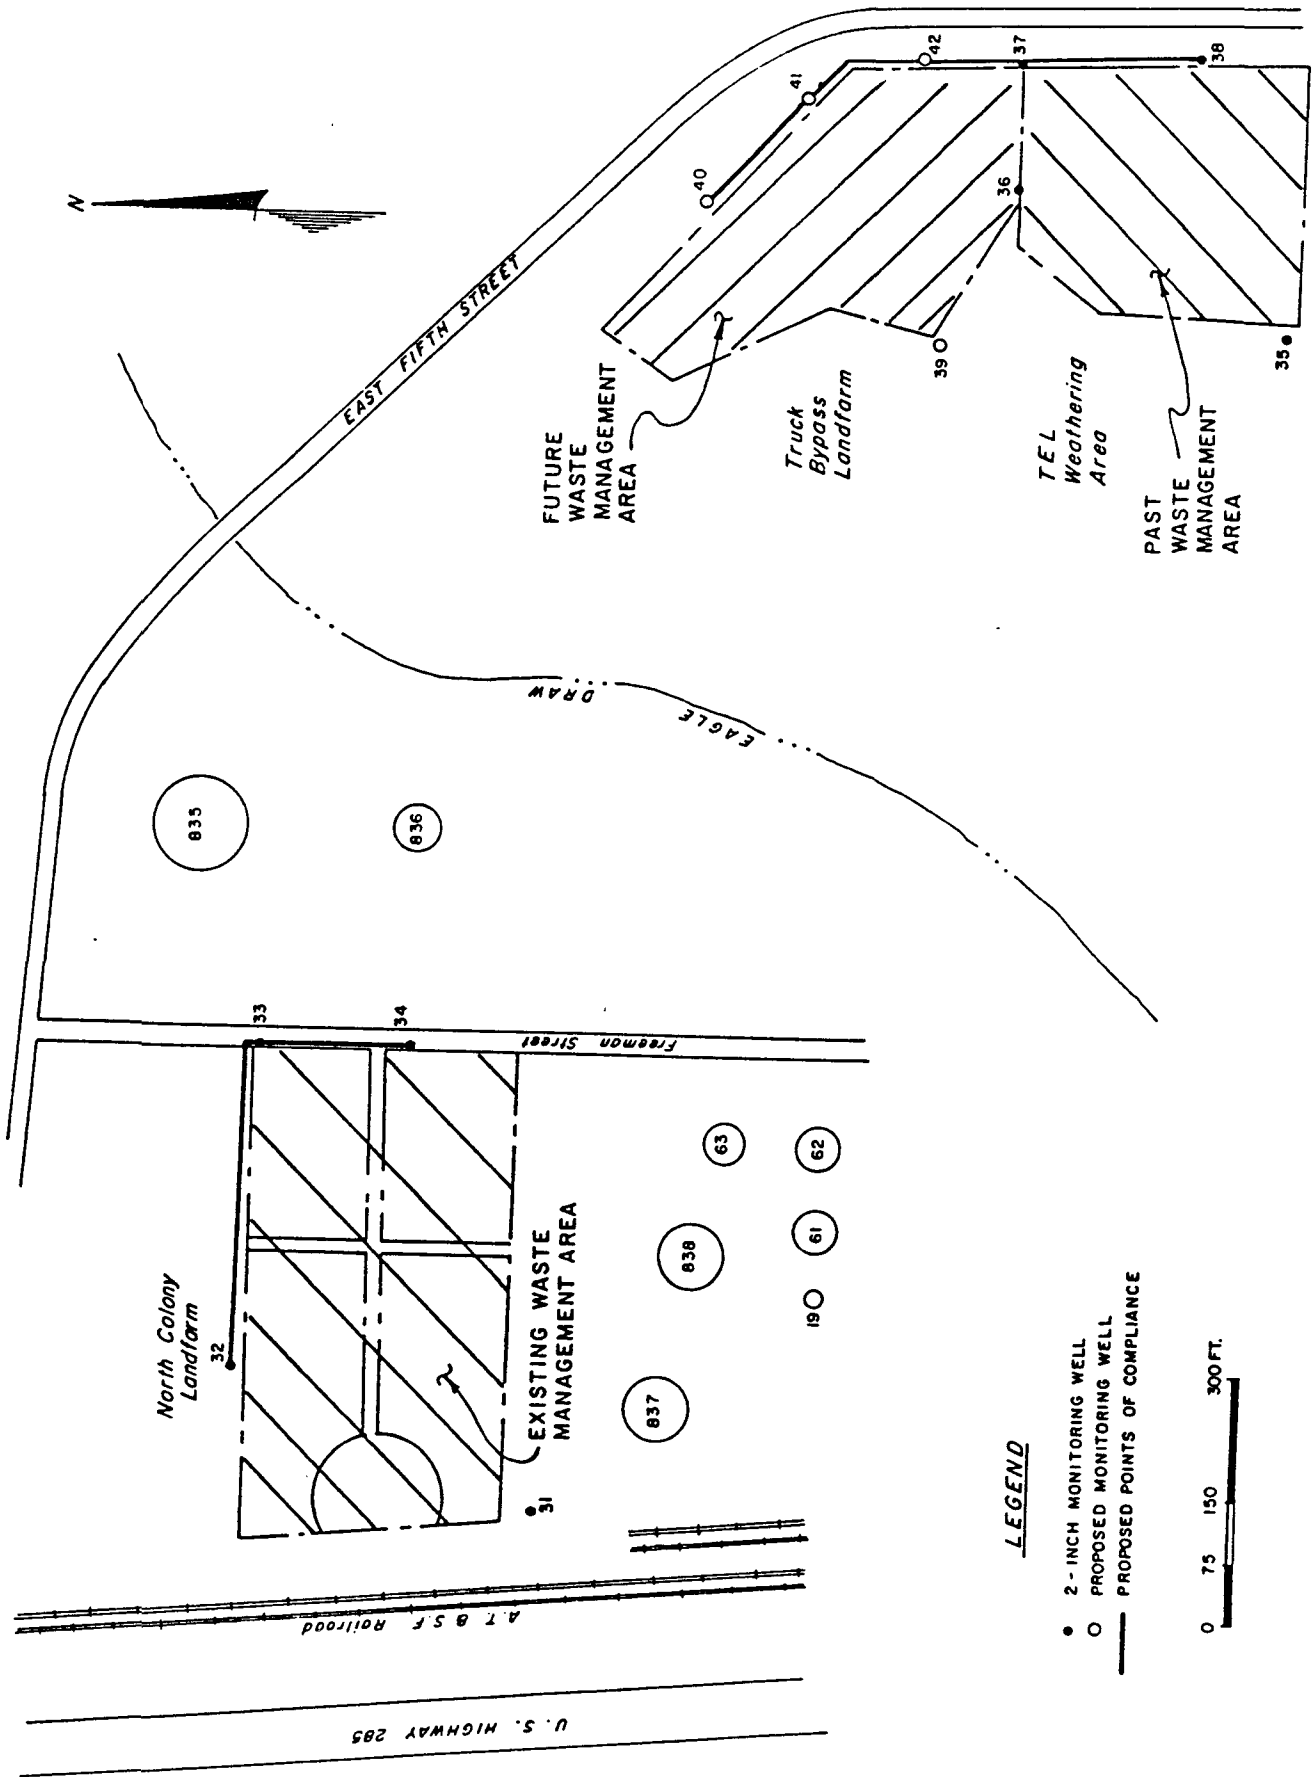 N
EAST FIFTH STREET
40
41
42
37
38
36
39
35
FUTURE
WASTE
MANAGEMENT
AREA
Truck
Bypass
Landfarm
TEL
Weathering
Area
PAST
WASTE
MANAGEMENT
AREA
EAGLE DRAW
835
836
33
34
Freeman Street
North Colony
Landfarm
32
EXISTING WASTE
MANAGEMENT AREA
31
63
62
61
838
19
837
A.T. & S.F. Railroad
U.S. HIGHWAY 285
LEGEND
2-INCH MONITORING WELL
PROPOSED MONITORING WELL
PROPOSED POINTS OF COMPLIANCE
0 75 150 300 FT.